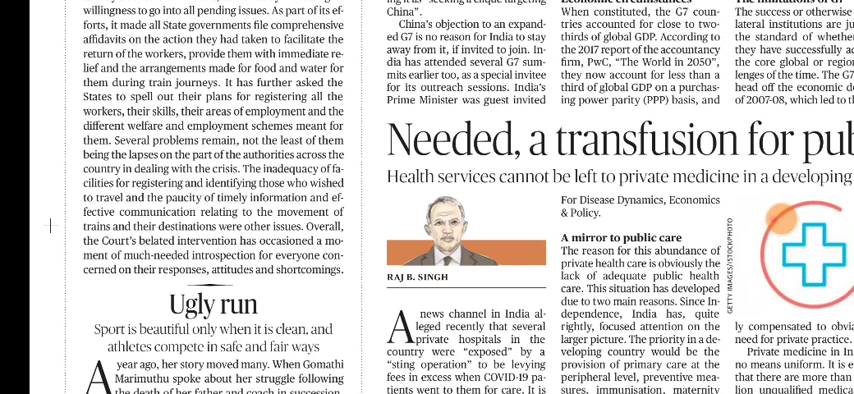 willingness to go into all pending issues. As part of its ef-
forts, it made all State governments file comprehensive
affidavits on the action they had taken to facilitate the
return of the workers, provide them with immediate re-
lief and the arrangements made for food and water for
them during train journeys. It has further asked the
States to spell out their plans for registering all the
workers, their skills, their areas of employment and the
different welfare and employment schemes meant for
them. Several problems remain, not the least of them
being the lapses on the part of the authorities across the
country in dealing with the crisis. The inadequacy of fa-
cilities for registering and identifying those who wished
to travel and the paucity of timely information and ef-
fective communication relating to the movement of
trains and their destinations were other issues. Overall,
the Court's belated intervention has occasioned a mo-
ment of much-needed introspection for everyone con-
cerned on their responses, attitudes and shortcomings.
Ugly run
Sport is beautiful only when it is clean, and
athletes compete in safe and fair ways
A year ago, her story moved many. When Gomathi
Marimuthu spoke about her struggle following
the death of her father and coach in succession,
China".
China's objection to an expand-
ed G7 is no reason for India to stay
away from it, if invited to join. In-
dia has attended several G7 sum-
mits earlier too, as a special invitee
for its outreach sessions. India's
Prime Minister was guest invited
When constituted, the G7 coun-
tries accounted for close to two-
thirds of global GDP. According to
the 2017 report of the accountancy
firm, PwC, "The World in 2050",
they now account for less than a
third of global GDP on a purchas-
ing power parity (PPP) basis, and
The success or otherwise
lateral institutions are ju
the standard of whethe
they have successfully a
the core global or region
lenges of the time. The G7
head off the economic d
of 2007-08, which led to th
Needed, a transfusion for pub
Health services cannot be left to private medicine in a developing
RAJ B. SINGH
A news channel in India al-
leged recently that several
private hospitals in the
country were "exposed" by a
"sting operation" to be levying
fees in excess when COVID-19 pa-
tients went to them for care. It is
For Disease Dynamics, Economics
& Policy.
A mirror to public care
The reason for this abundance of
private health care is obviously the
lack of adequate public health
care. This situation has developed
due to two main reasons. Since In-
dependence, India has, quite
rightly, focused attention on the
larger picture. The priority in a de-
veloping country would be the
provision of primary care at the
peripheral level, preventive mea-
sures, immunisation, maternity
GETTY IMAGES/ISTOCKPHOTO
ly compensated to obvia
need for private practice.
Private medicine in In
no means uniform. It is e
that there are more than
lion unqualified medica